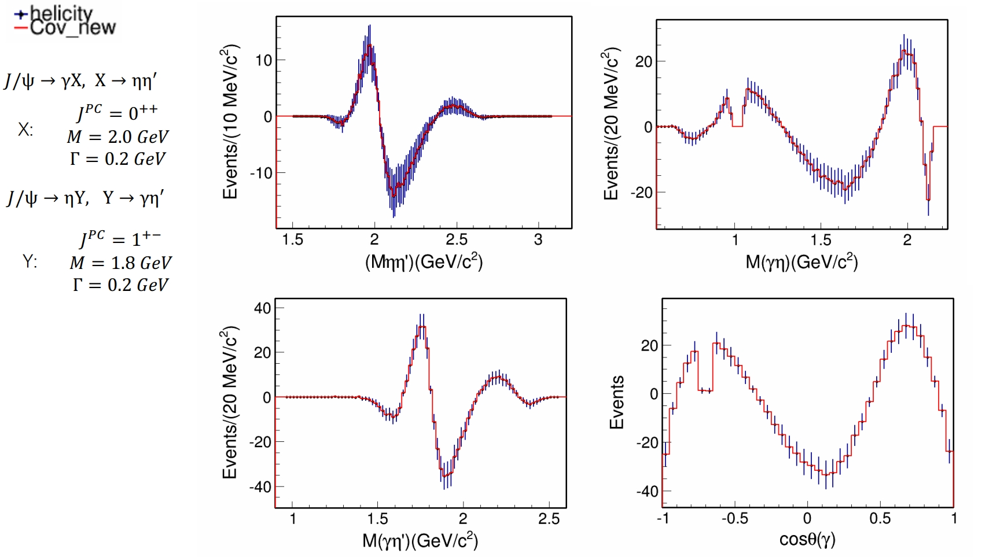 helicity
Cov_new
J/ψ → γX, X → ηη′
X:
J^{PC} = 0^{++}
M = 2.0 GeV
Γ = 0.2 GeV
J/ψ → ηY, Y → γη′
Y:
J^{PC} = 1^{+−}
M = 1.8 GeV
Γ = 0.2 GeV
Events/(10 MeV/c²)
10
0
-10
1.5 2 2.5 3
(Mηη')(GeV/c²)
Events/(20 MeV/c²)
20
0
-20
1 1.5 2
M(γη)(GeV/c²)
Events/(20 MeV/c²)
40
20
0
-20
-40
1 1.5 2 2.5
M(γη')(GeV/c²)
Events
20
0
-20
-40
-1 -0.5 0 0.5 1
cosθ(γ)